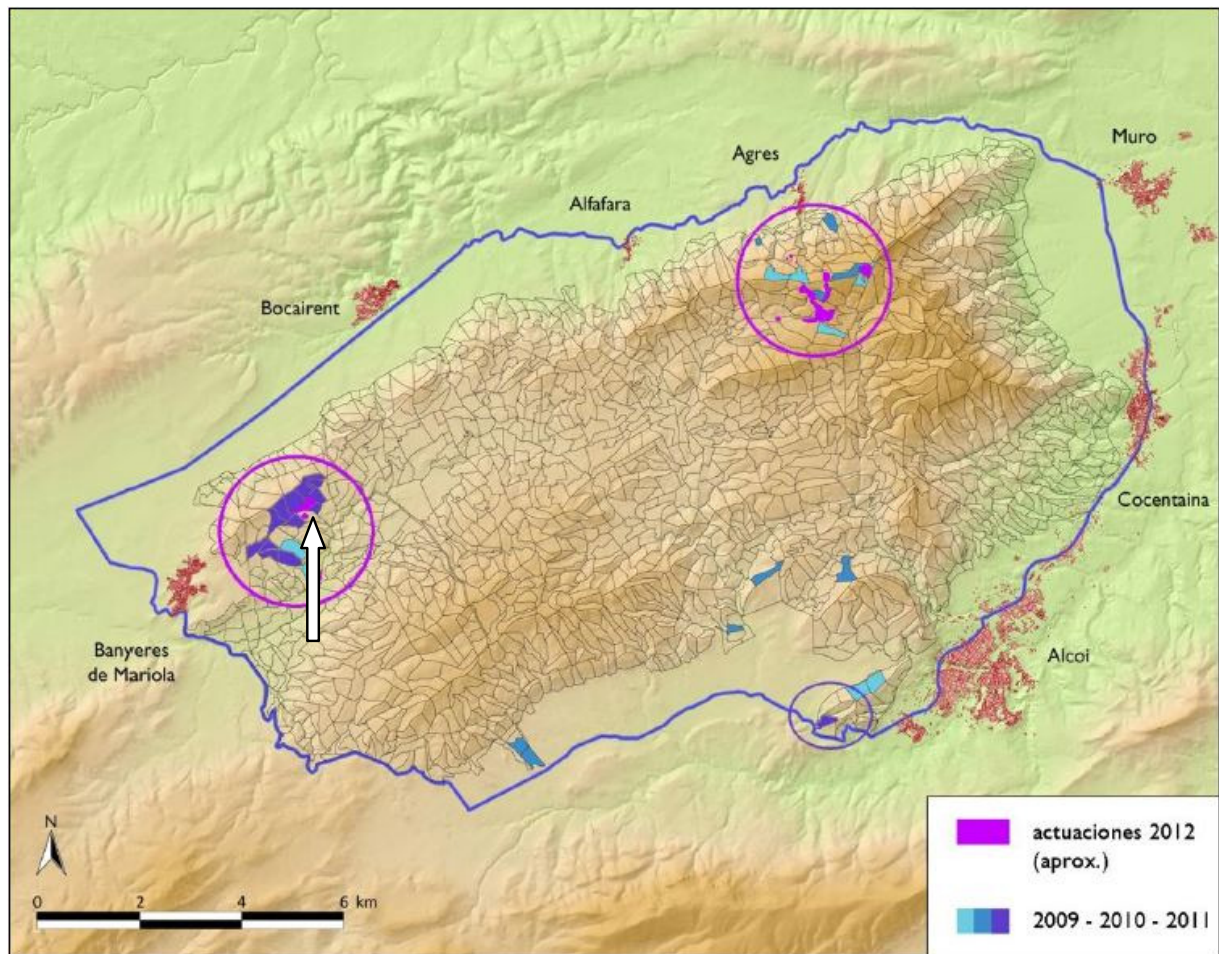 Muro
Agres
Alfafara
Bocairent
Cocentaina
Banyeres
de Mariola
Alcoi
N
0 2 4 6 km
actuaciones 2012
(aprox.)
2009 - 2010 - 2011